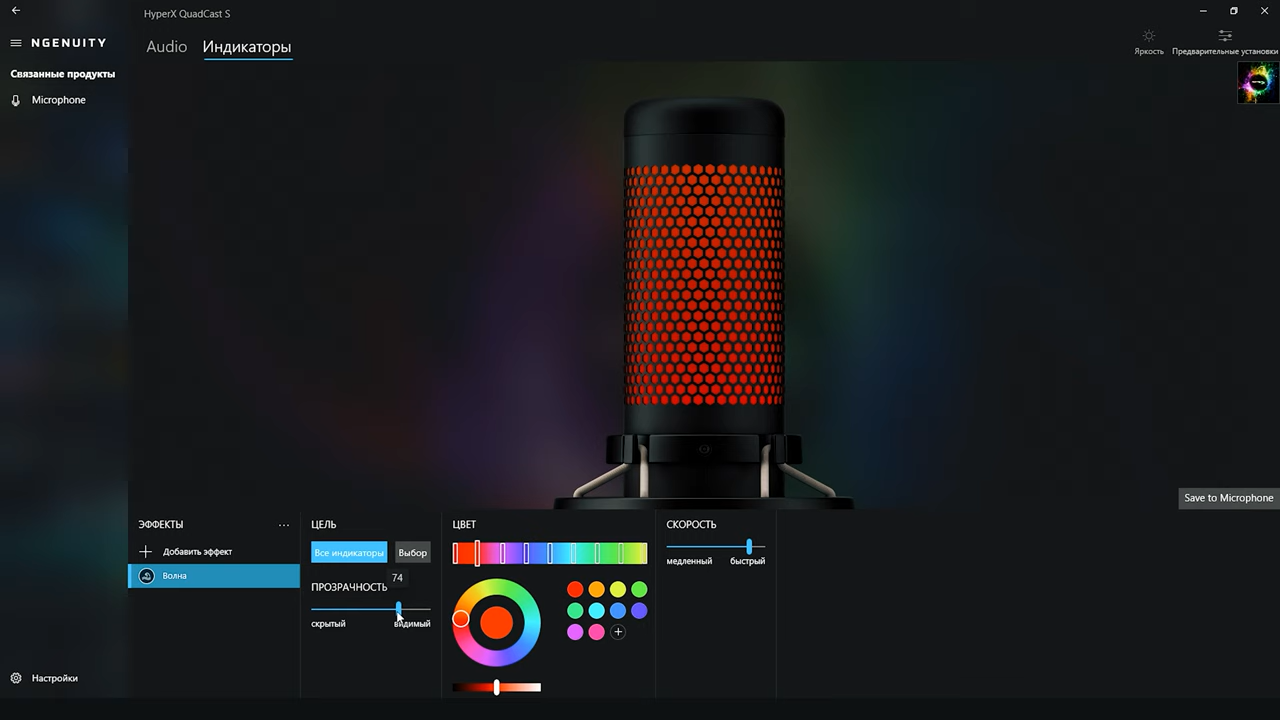 HyperX QuadCast S
NGENUITY
Audio Индикаторы
Яркость Предварительные установки
Связанные продукты
Microphone
Save to Microphone
ЭФФЕКТЫ ...
Добавить эффект
Волна
ЦЕЛЬ
Все индикаторы Выбор
74
ПРОЗРАЧНОСТЬ
скрытый видимый
ЦВЕТ
СКОРОСТЬ
медленный быстрый
Настройки